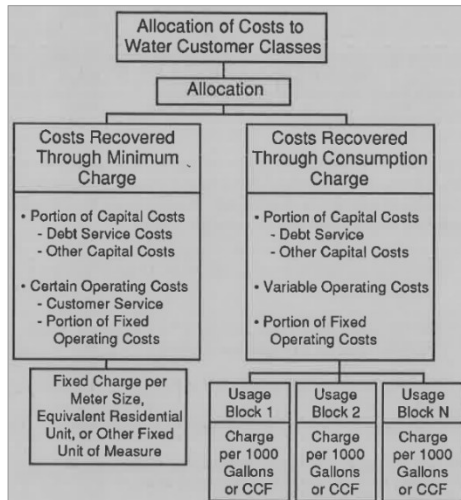 Allocation of Costs to
Water Customer Classes
Allocation
Costs Recovered
Through Minimum
Charge
• Portion of Capital Costs
- Debt Service Costs
- Other Capital Costs
• Certain Operating Costs
- Customer Service
- Portion of Fixed
Operating Costs
Fixed Charge per
Meter Size,
Equivalent Residential
Unit, or Other Fixed
Unit of Measure
Costs Recovered
Through Consumption
Charge
• Portion of Capital Costs
- Debt Service
- Other Capital Costs
• Variable Operating Costs
• Portion of Fixed
Operating Costs
Usage
Block 1
Charge
per 1000
Gallons
or CCF
Usage
Block 2
Charge
per 1000
Gallons
or CCF
Usage
Block N
Charge
per 1000
Gallons
or CCF